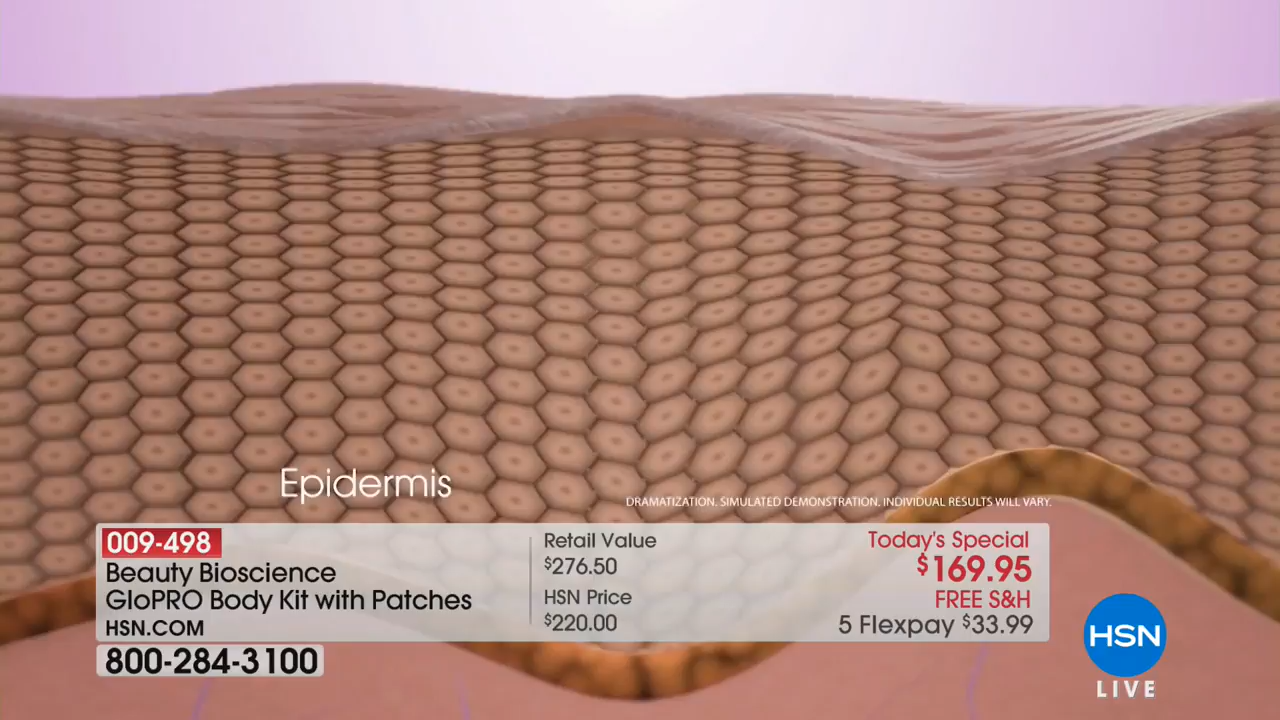 Epidermis
DRAMATIZATION. SIMULATED DEMONSTRATION. INDIVIDUAL RESULTS WILL VARY.
009-498
Beauty Bioscience
GloPRO Body Kit with Patches
HSN.COM
800-284-3100
Retail Value
$276.50
HSN Price
$220.00
Today's Special
$169.95
FREE S&H
5 Flexpay $33.99
HSN
LIVE